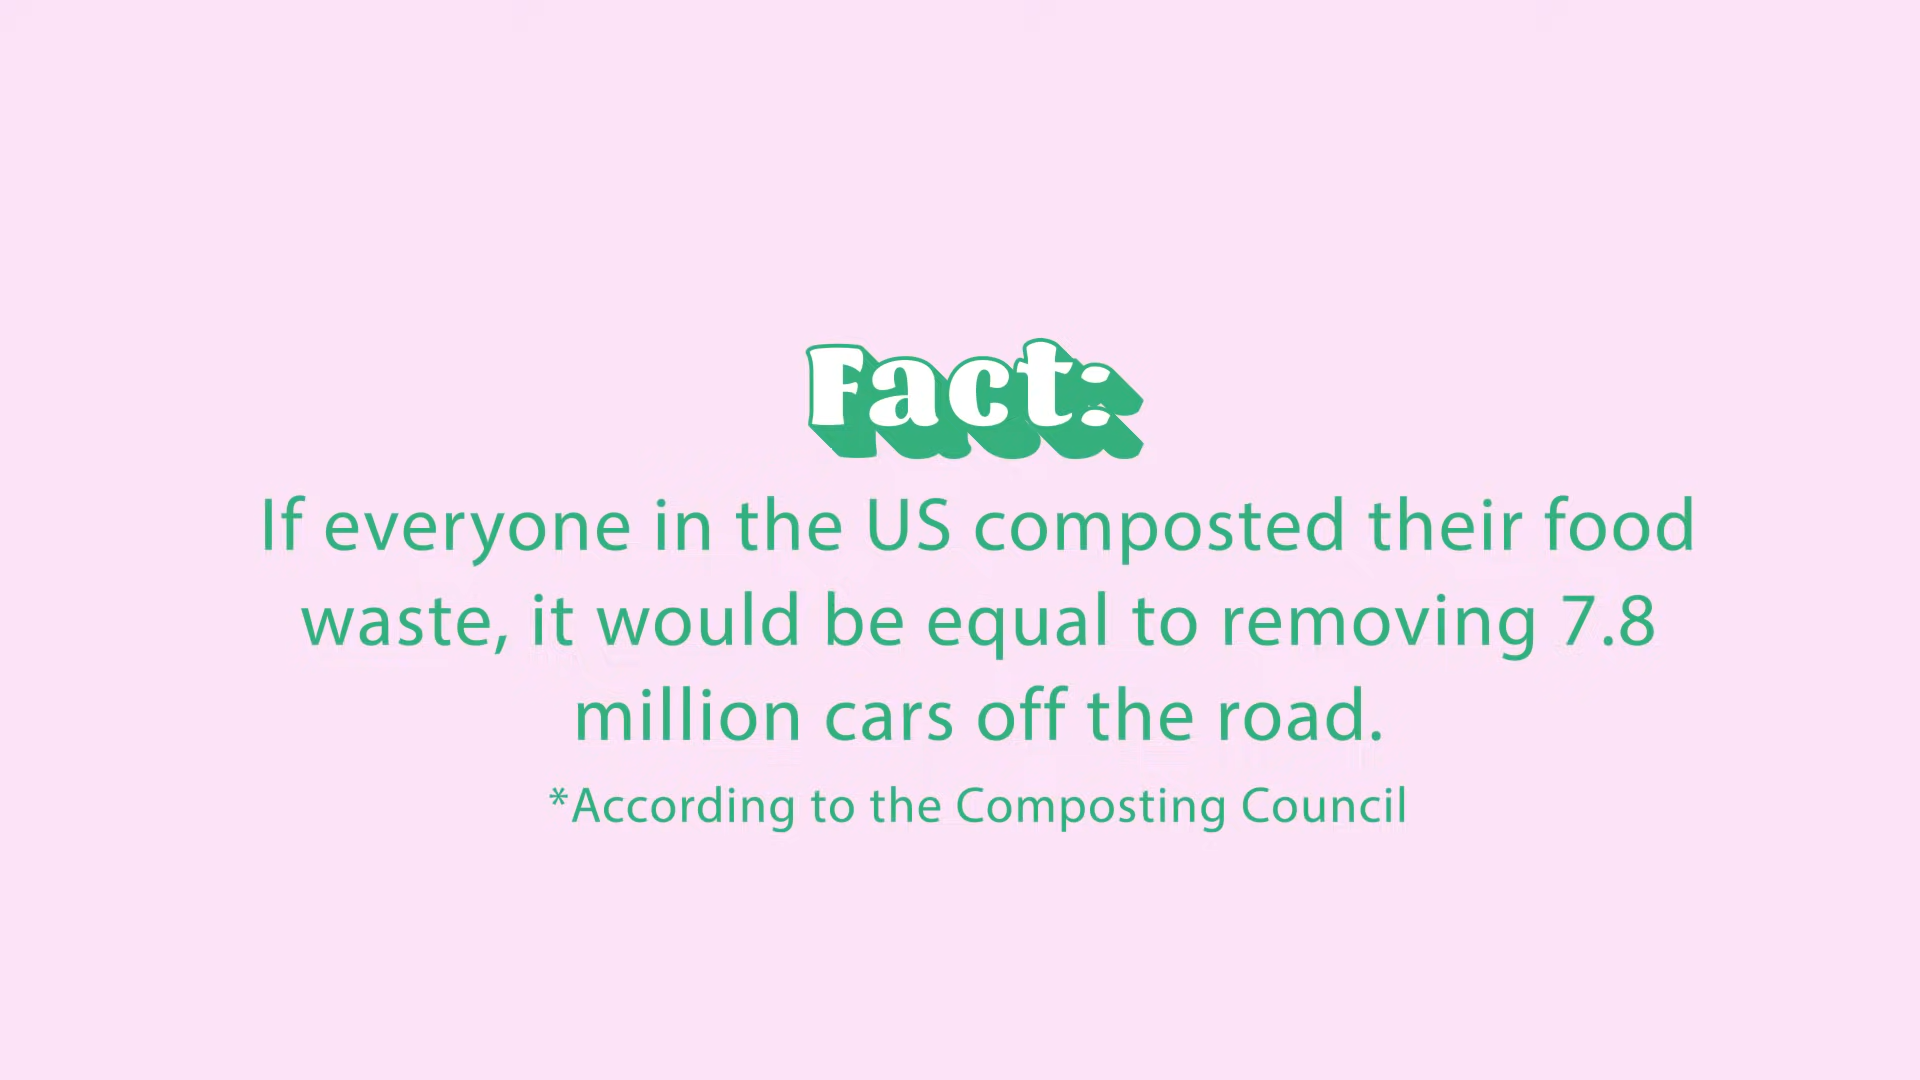 Fact:
If everyone in the US composted their food
waste, it would be equal to removing 7.8
million cars off the road.
*According to the Composting Council